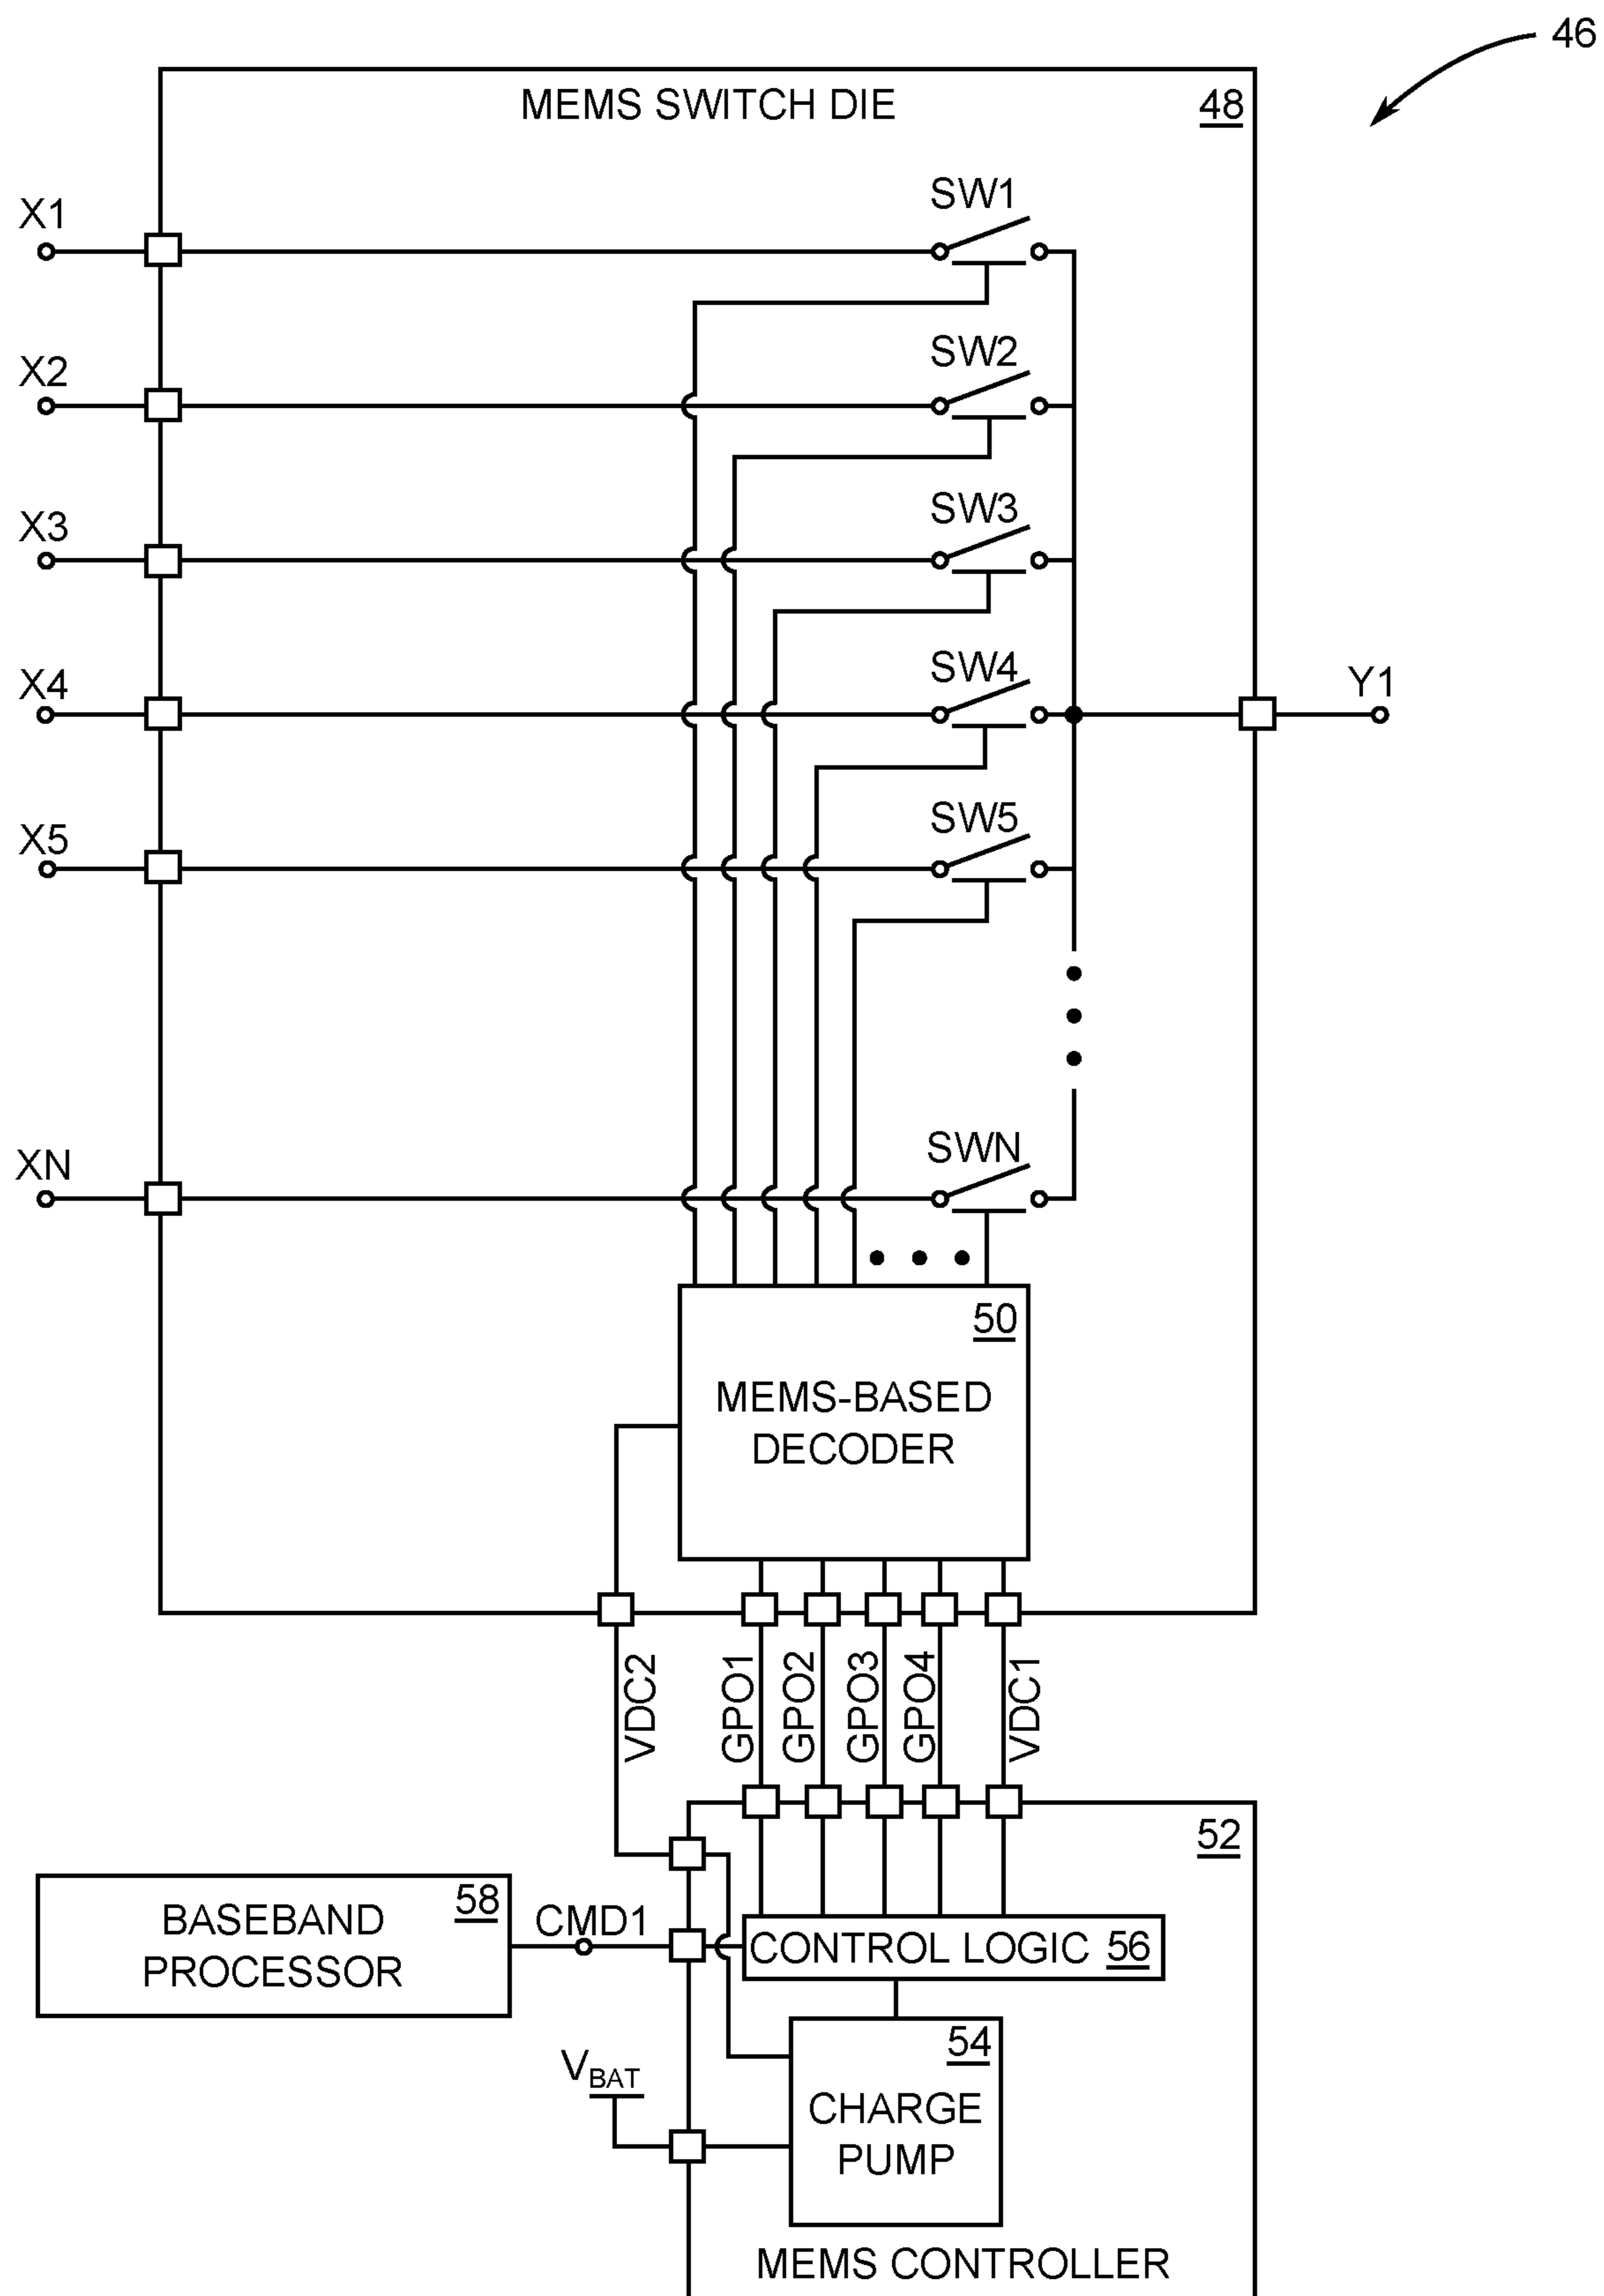 46
MEMS SWITCH DIE
48
SW1
X1
SW2
X2
SW3
X3
SW4
X4
Y1
SW5
X5
SWN
XN
50
MEMS-BASED
DECODER
VDC2
GPO1
GPO2
GPO3
GPO4
VDC1
52
58
BASEBAND
PROCESSOR
CMD1
CONTROL LOGIC 56
54
VBAT
CHARGE
PUMP
MEMS CONTROLLER